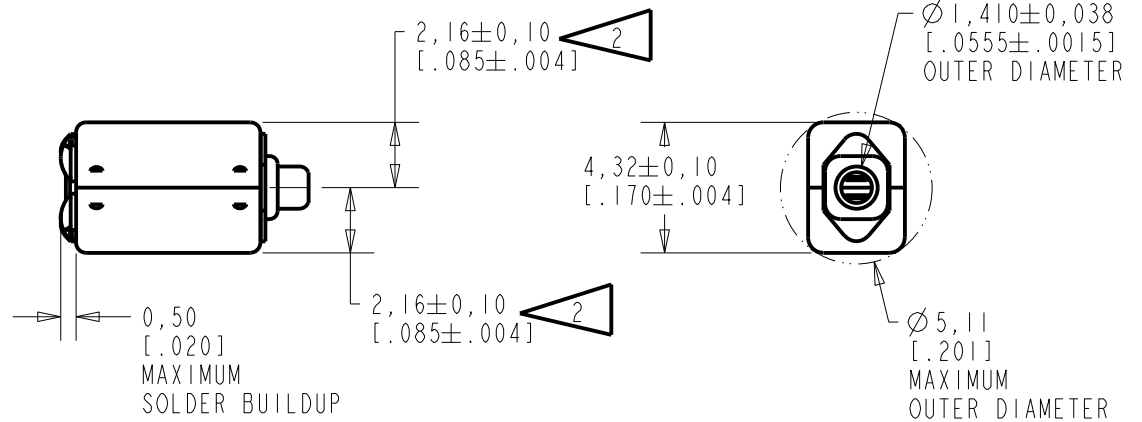 2,16±0,10
[.085±.004]
2
Ø1,410±0,038
[.0555±.0015]
OUTER DIAMETER
4,32±0,10
[.170±.004]
2,16±0,10
[.085±.004]
2
0,50
[.020]
MAXIMUM
SOLDER BUILDUP
Ø5,11
[.201]
MAXIMUM
OUTER DIAMETER